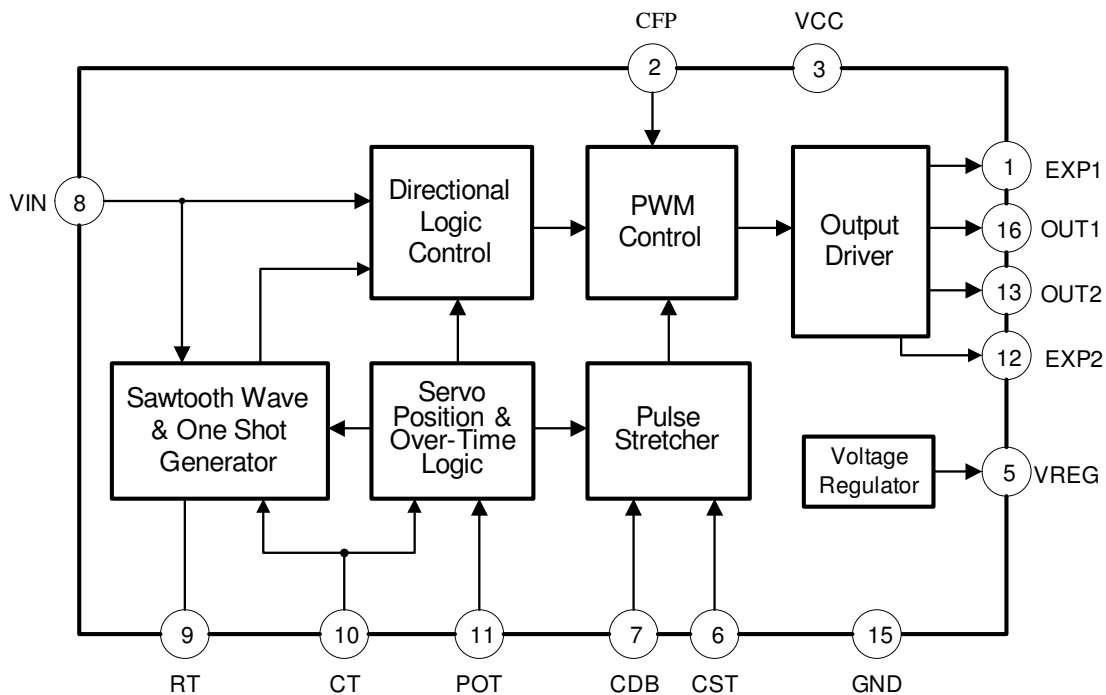 CFP
VCC
2
3
VIN
8
Directional
Logic
Control
PWM
Control
Output
Driver
1
EXP1
16
OUT1
13
OUT2
12
EXP2
Sawtooth Wave
& One Shot
Generator
Servo
Position &
Over-Time
Logic
Pulse
Stretcher
Voltage
Regulator
5
VREG
9
10
11
7
6
15
RT
CT
POT
CDB
CST
GND